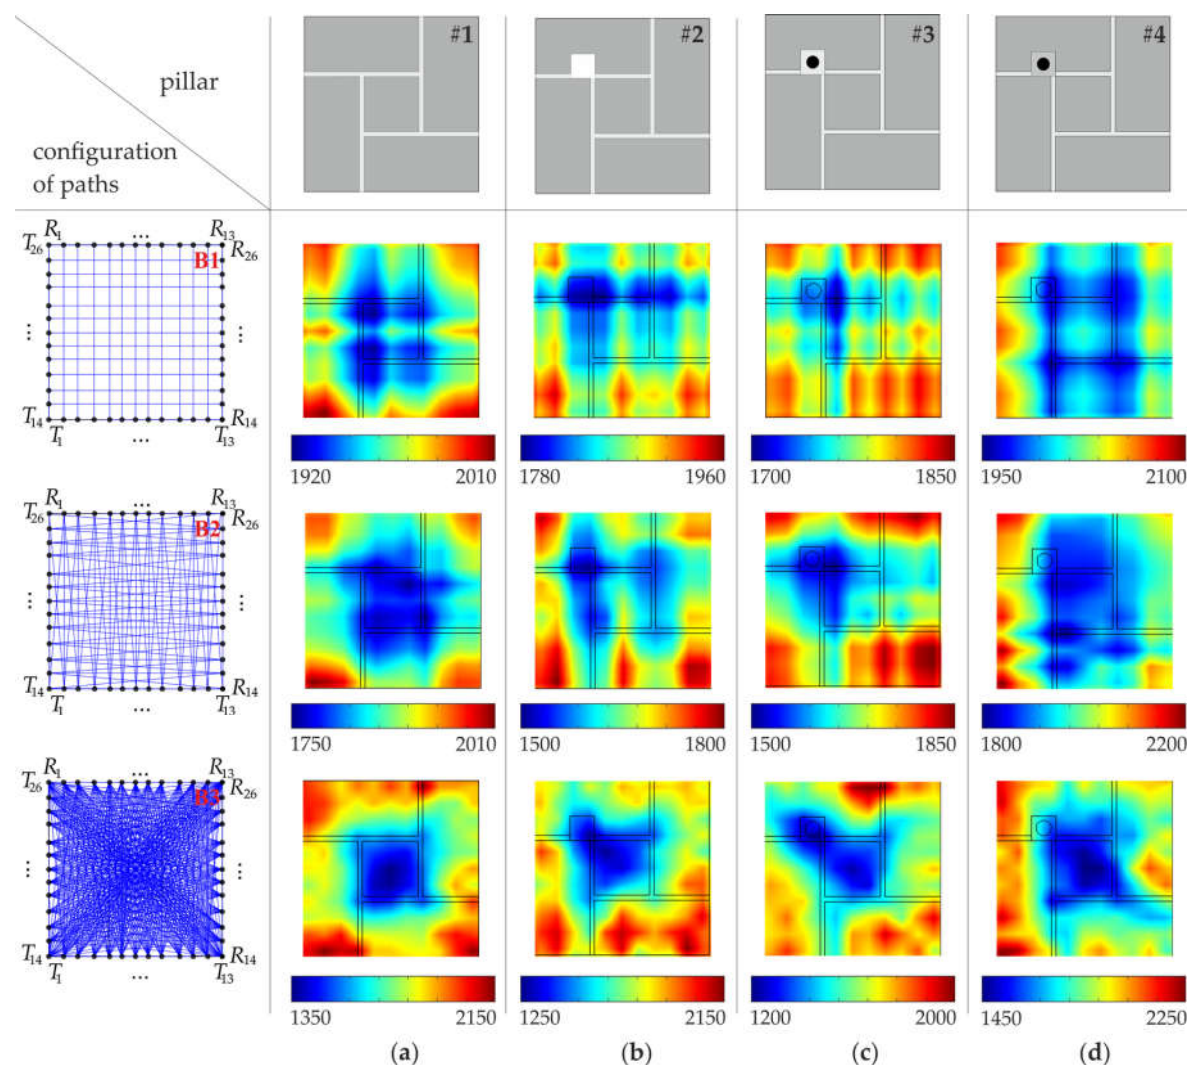 #1 #2 #3 #4
pillar
configuration
of paths
R1 ... R13
T26 B1 R26
⋮ ⋮
T14 R14
T1 ... T13
1920 2010 1780 1960 1700 1850 1950 2100
R1 ... R13
T26 B2 R26
⋮ ⋮
T14 R14
T1 ... T13
1750 2010 1500 1800 1500 1850 1800 2200
R1 ... R13
T26 B3 R26
⋮ ⋮
T14 R14
T1 ... T13
1350 2150 1250 2150 1200 2000 1450 2250
(a) (b) (c) (d)